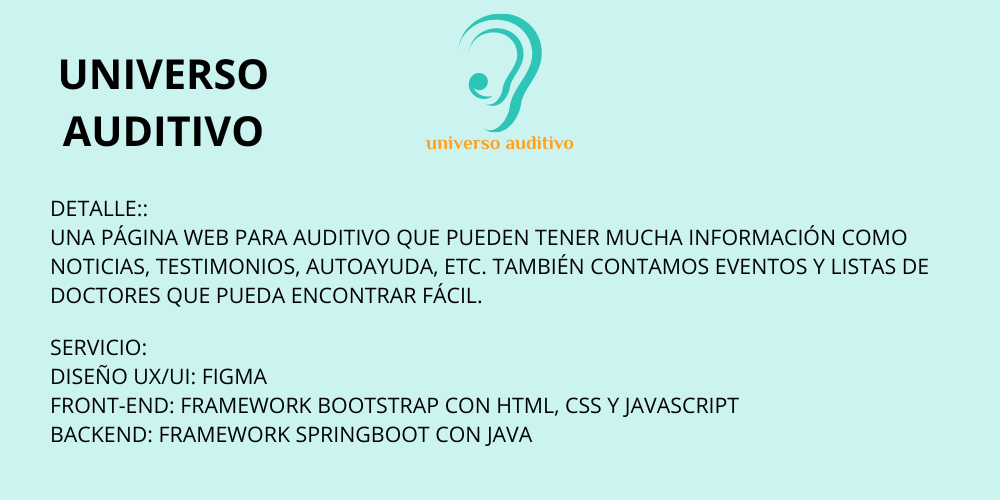 UNIVERSO
AUDITIVO
universo auditivo
DETALLE::
UNA PÁGINA WEB PARA AUDITIVO QUE PUEDEN TENER MUCHA INFORMACIÓN COMO
NOTICIAS, TESTIMONIOS, AUTOAYUDA, ETC. TAMBIÉN CONTAMOS EVENTOS Y LISTAS DE
DOCTORES QUE PUEDA ENCONTRAR FÁCIL.
SERVICIO:
DISEÑO UX/UI: FIGMA
FRONT-END: FRAMEWORK BOOTSTRAP CON HTML, CSS Y JAVASCRIPT
BACKEND: FRAMEWORK SPRINGBOOT CON JAVA